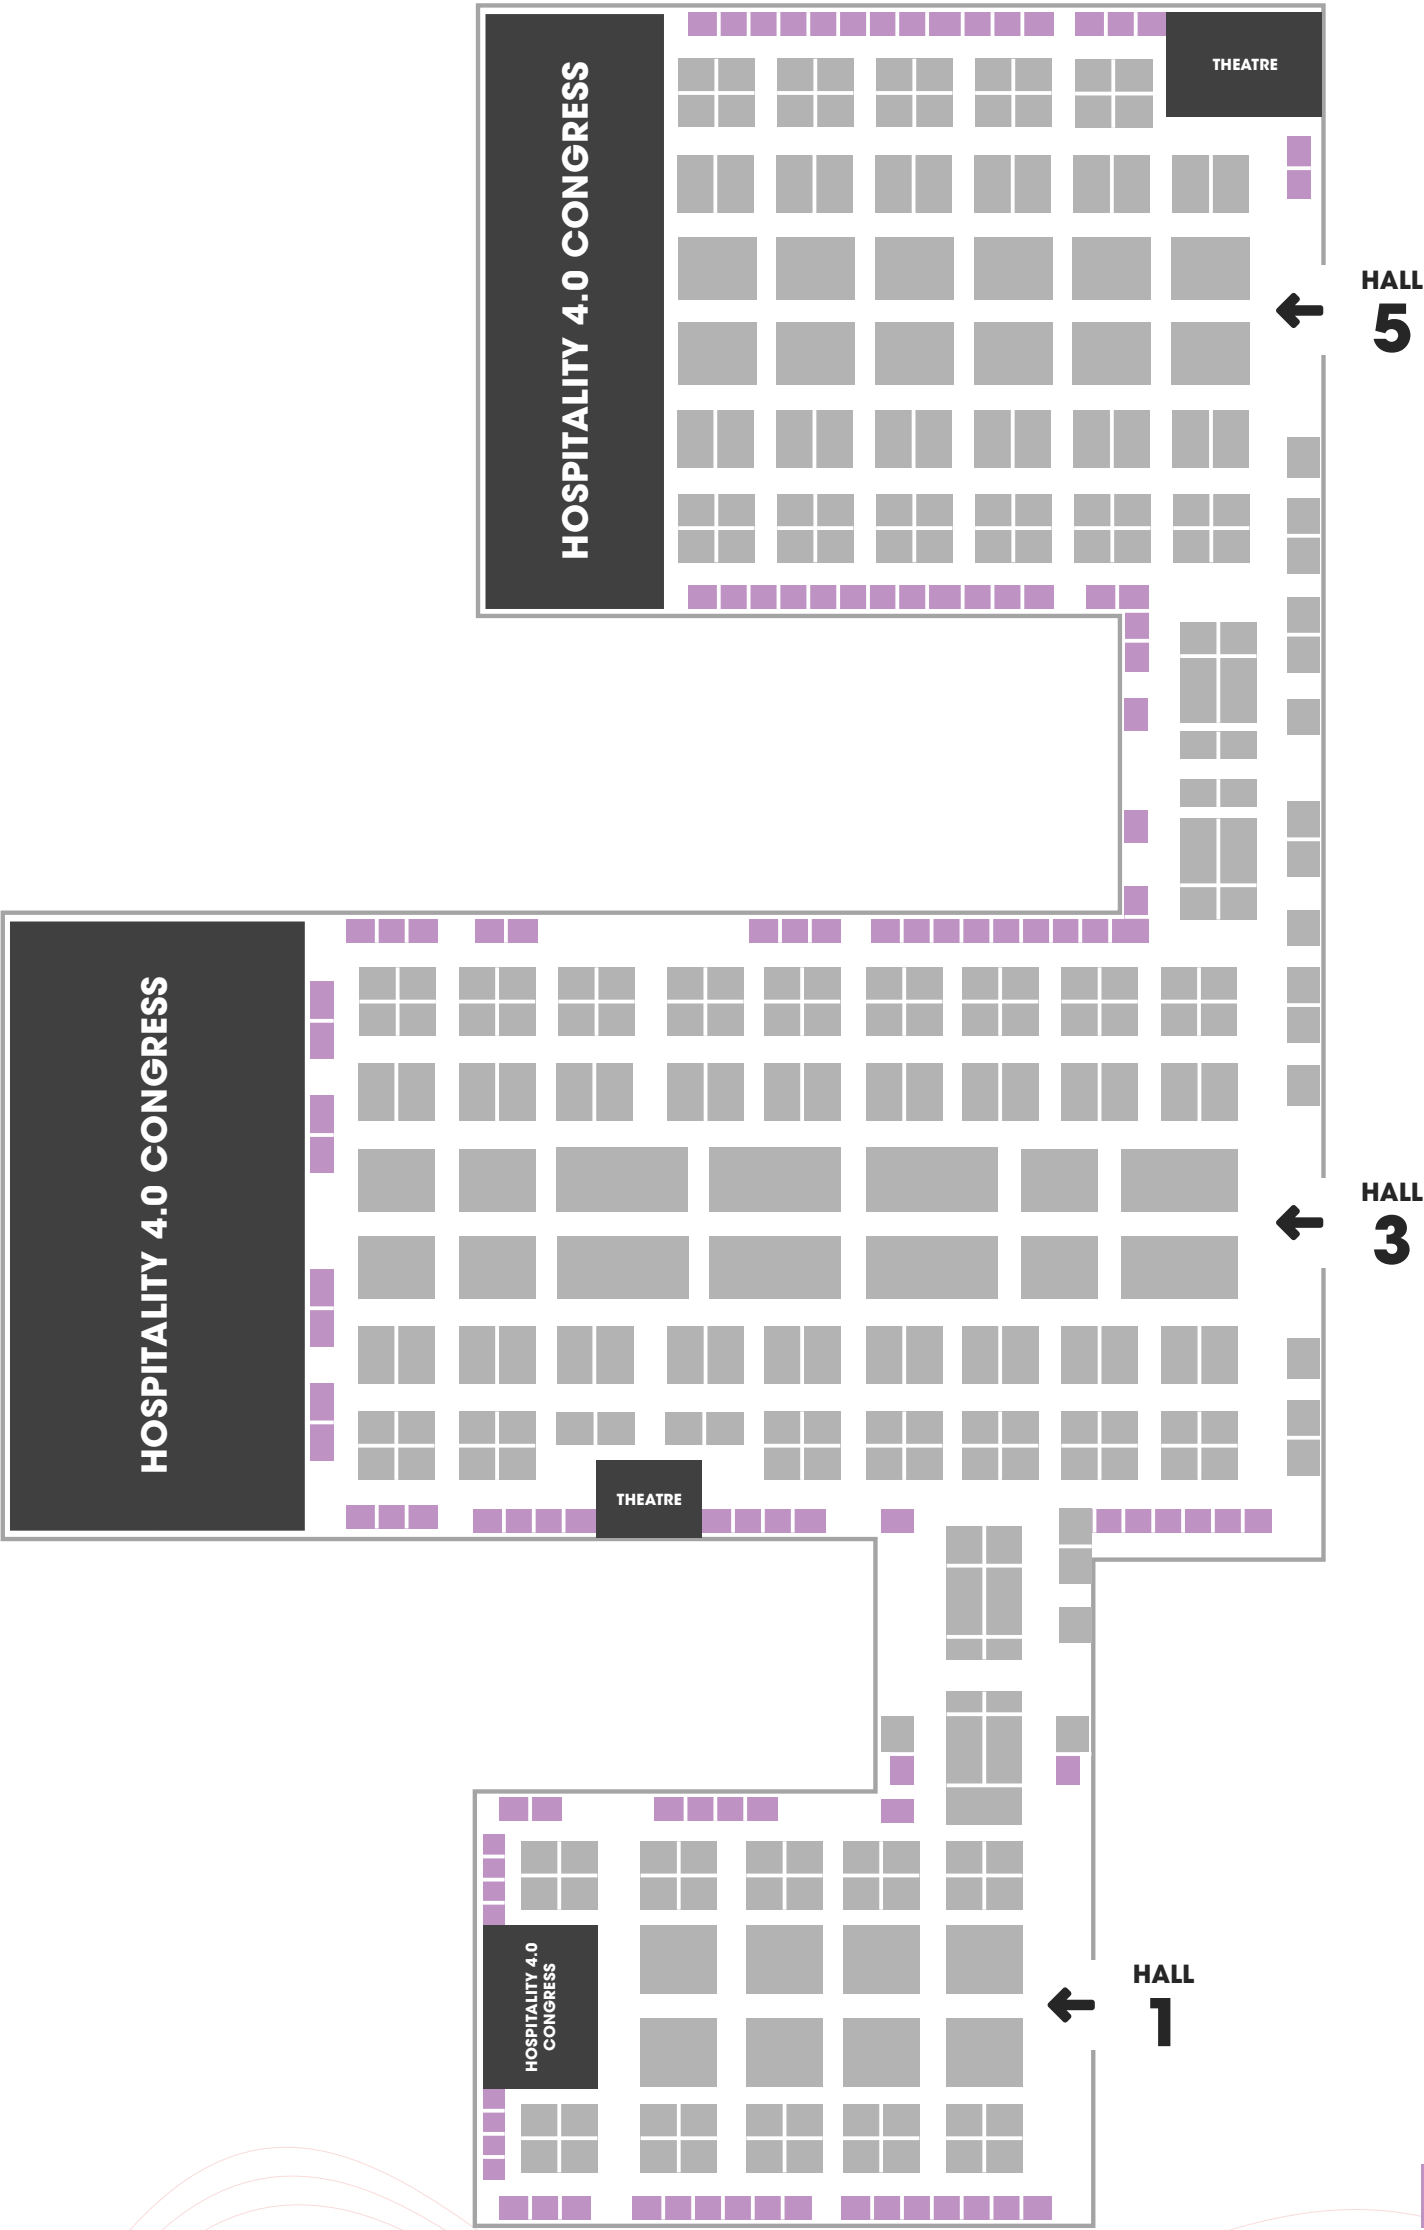 HOSPITALITY 4.0 CONGRESS
THEATRE
HALL
5
HOSPITALITY 4.0 CONGRESS
HALL
3
THEATRE
HOSPITALITY 4.0
CONGRESS
HALL
1